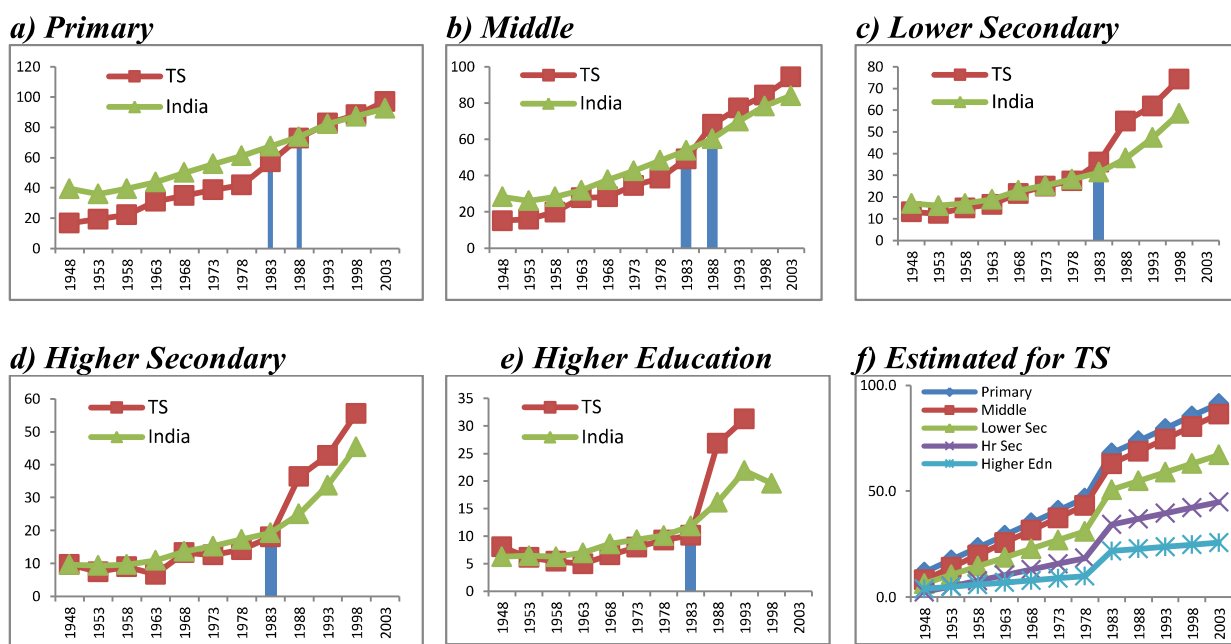 a) Primary
120
100
80
60
40
20
0
TS
India
1948 1953 1958 1963 1968 1973 1978 1983 1988 1993 1998 2003
b) Middle
100
80
60
40
20
0
TS
India
1948 1953 1958 1963 1968 1973 1978 1983 1988 1993 1998 2003
c) Lower Secondary
80
70
60
50
40
30
20
10
0
TS
India
1948 1953 1958 1963 1968 1973 1978 1983 1988 1993 1998 2003
d) Higher Secondary
60
50
40
30
20
10
0
TS
India
1948 1953 1958 1963 1968 1973 1978 1983 1988 1993 1998 2003
e) Higher Education
35
30
25
20
15
10
5
0
TS
India
1948 1953 1958 1963 1968 1973 1978 1983 1988 1993 1998 2003
f) Estimated for TS
100.0
50.0
0.0
Primary
Middle
Lower Sec
Hr Sec
Higher Edn
1948 1953 1958 1963 1968 1973 1978 1983 1988 1993 1998 2003